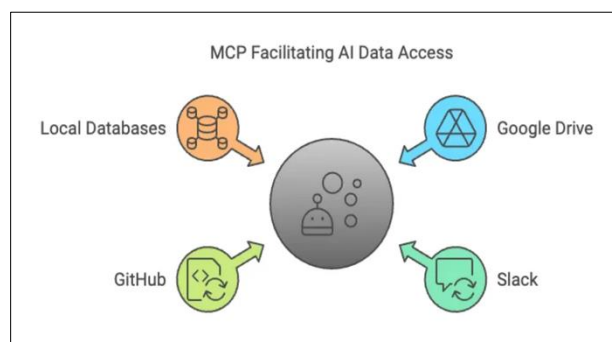 MCP Facilitating AI Data Access
Local Databases
Google Drive
GitHub
Slack